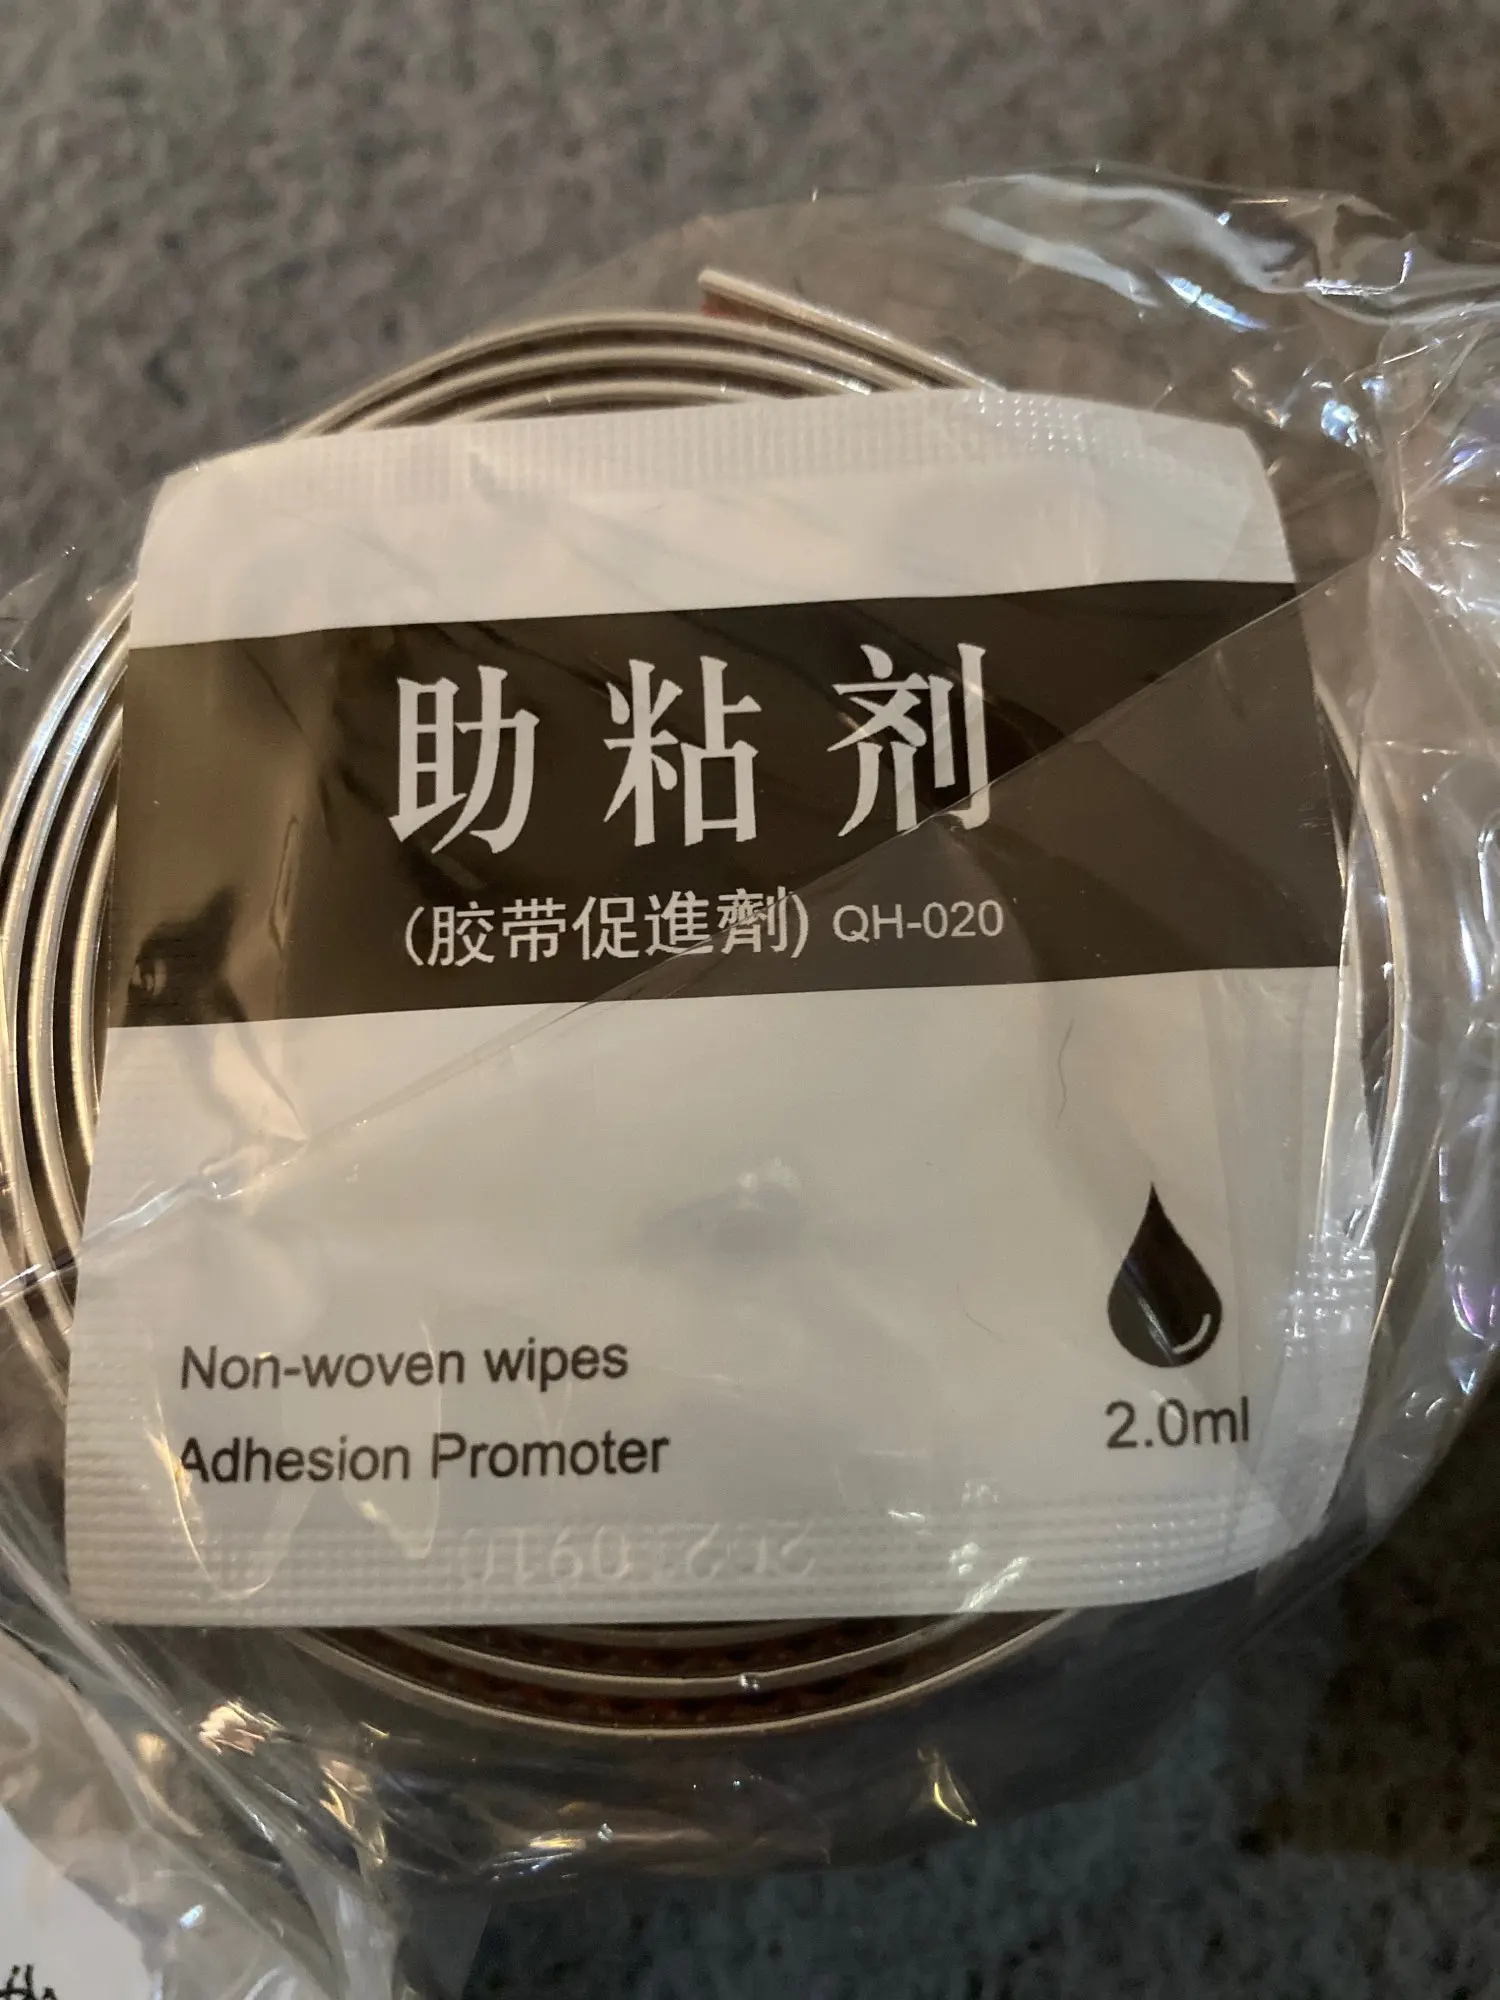 助粘剂
(胶带促進劑) QH-020
Non-woven wipes
Adhesion Promoter
2.0ml